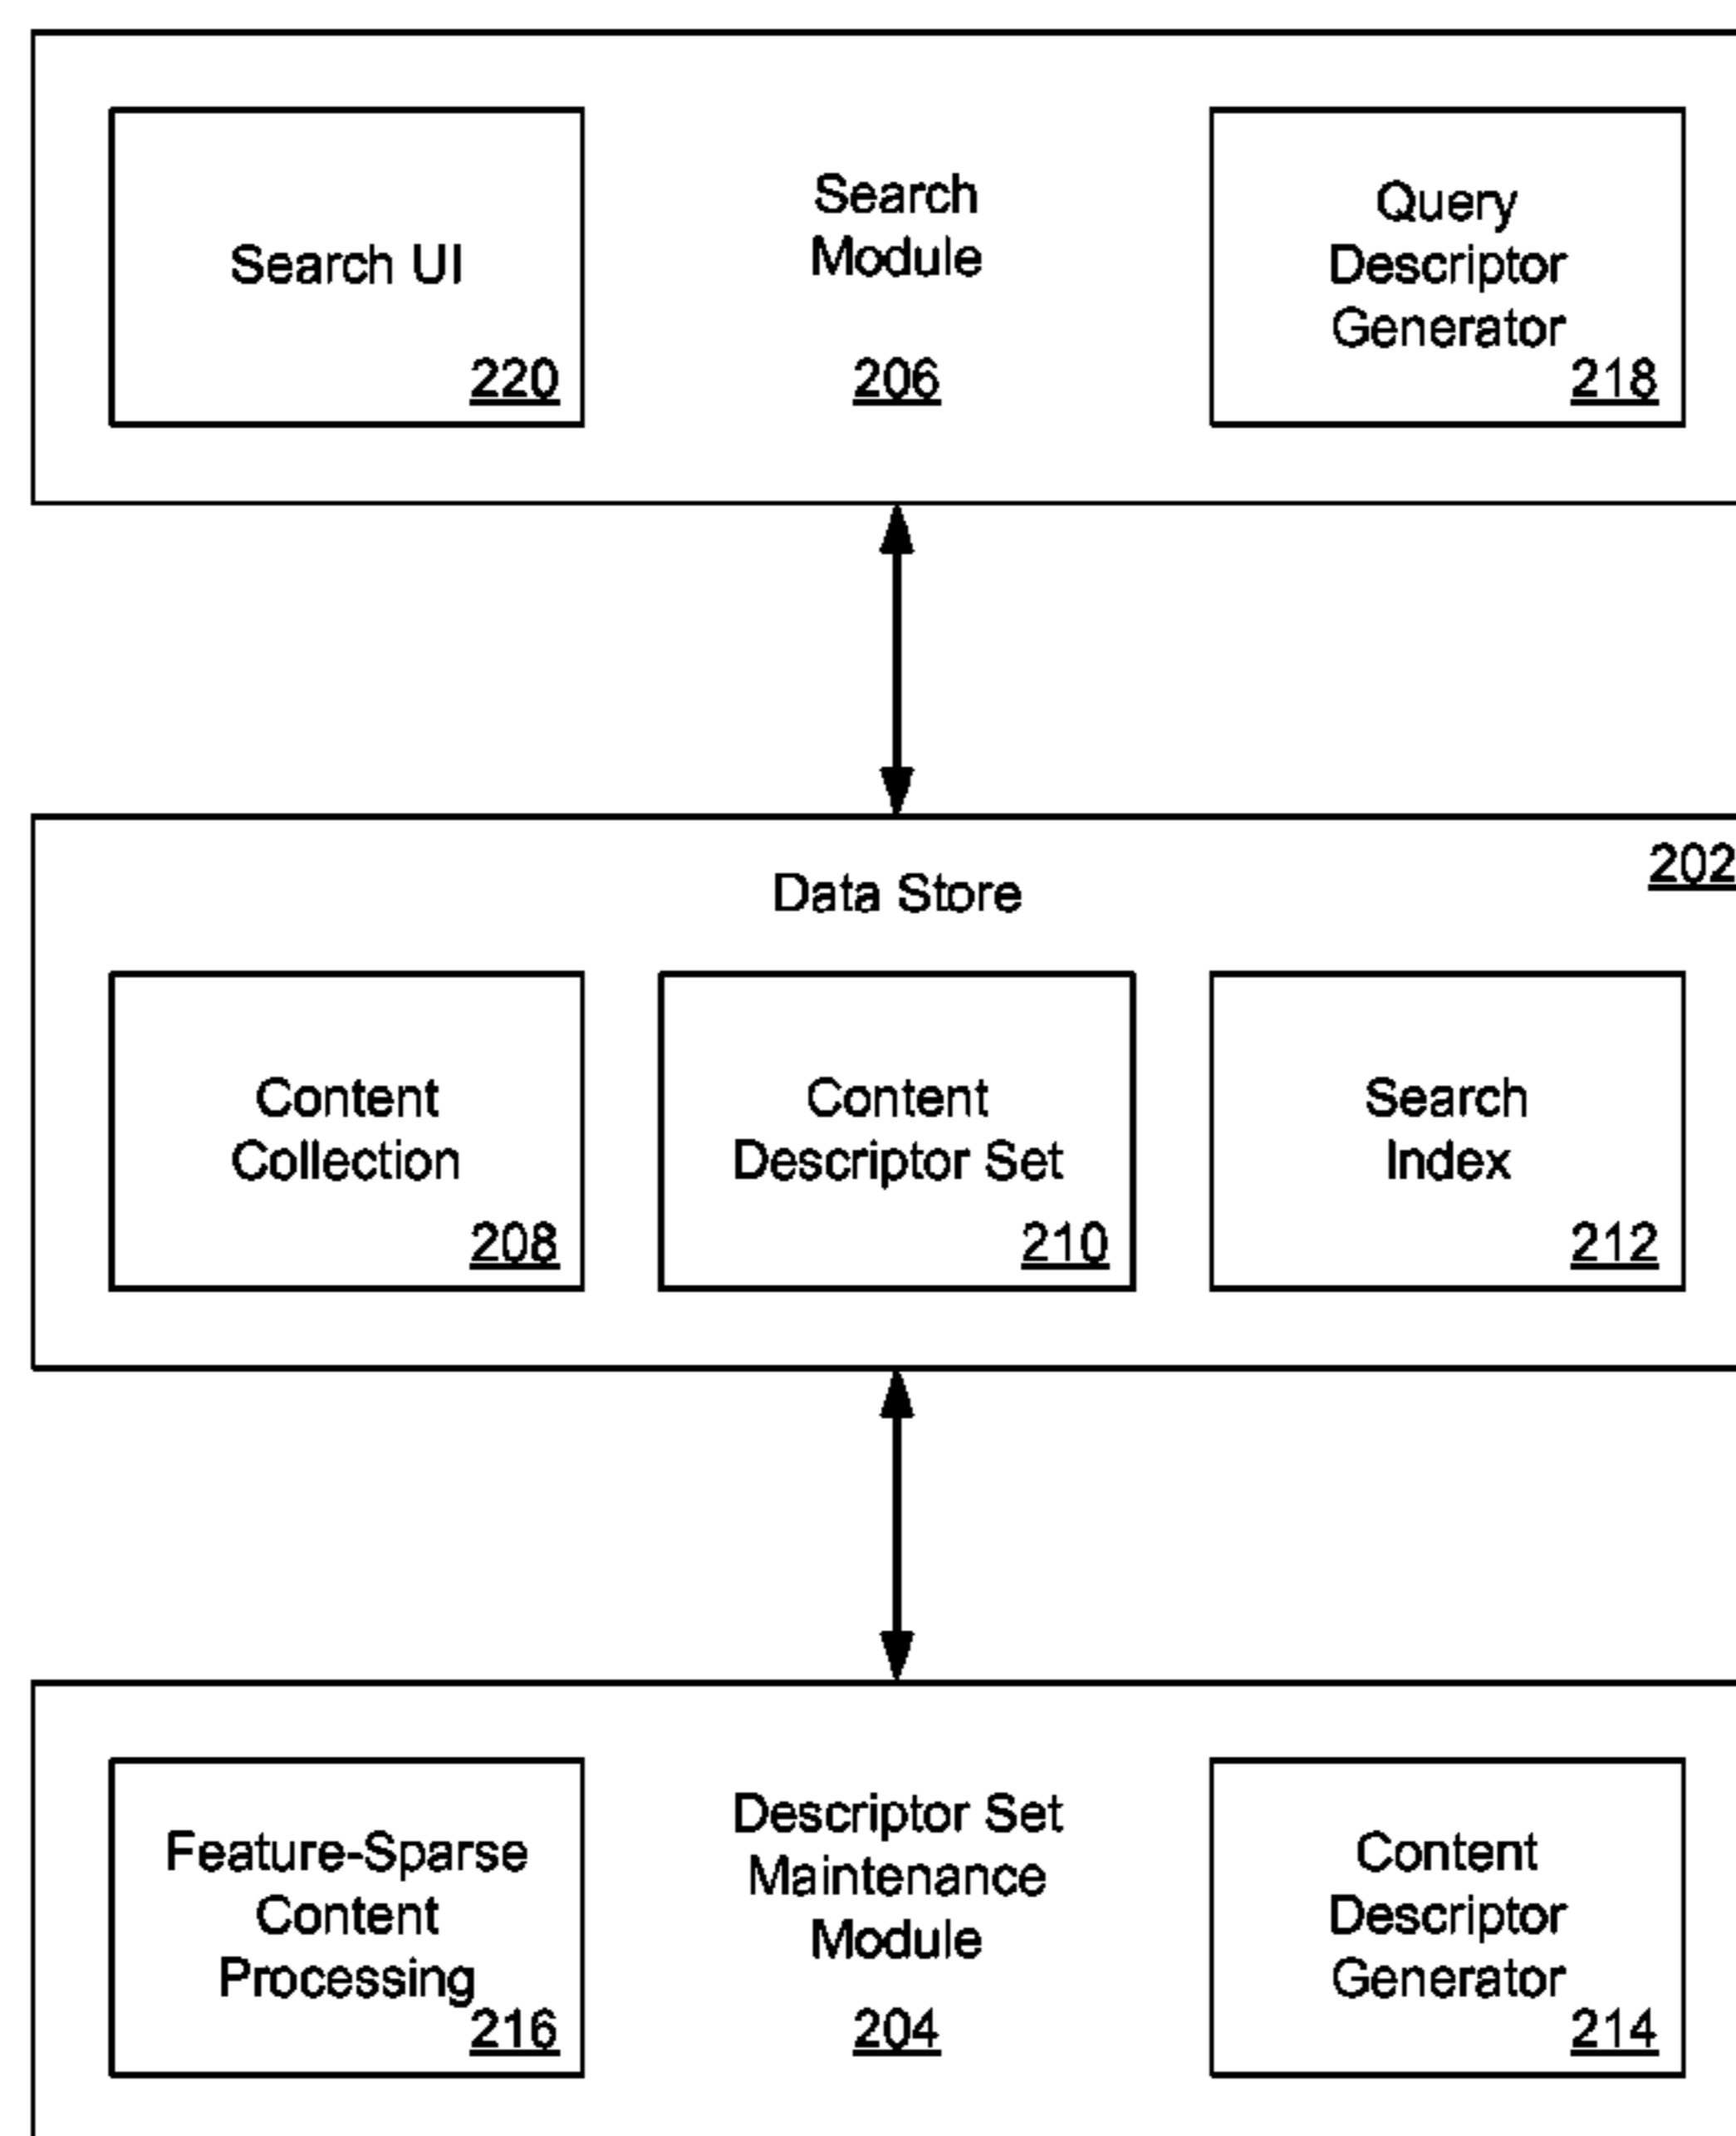 Search UI
220
Search
Module
206
Query
Descriptor
Generator
218
Data Store
202
Content
Collection
208
Content
Descriptor Set
210
Search
Index
212
Feature-Sparse
Content
Processing
216
Descriptor Set
Maintenance
Module
204
Content
Descriptor
Generator
214